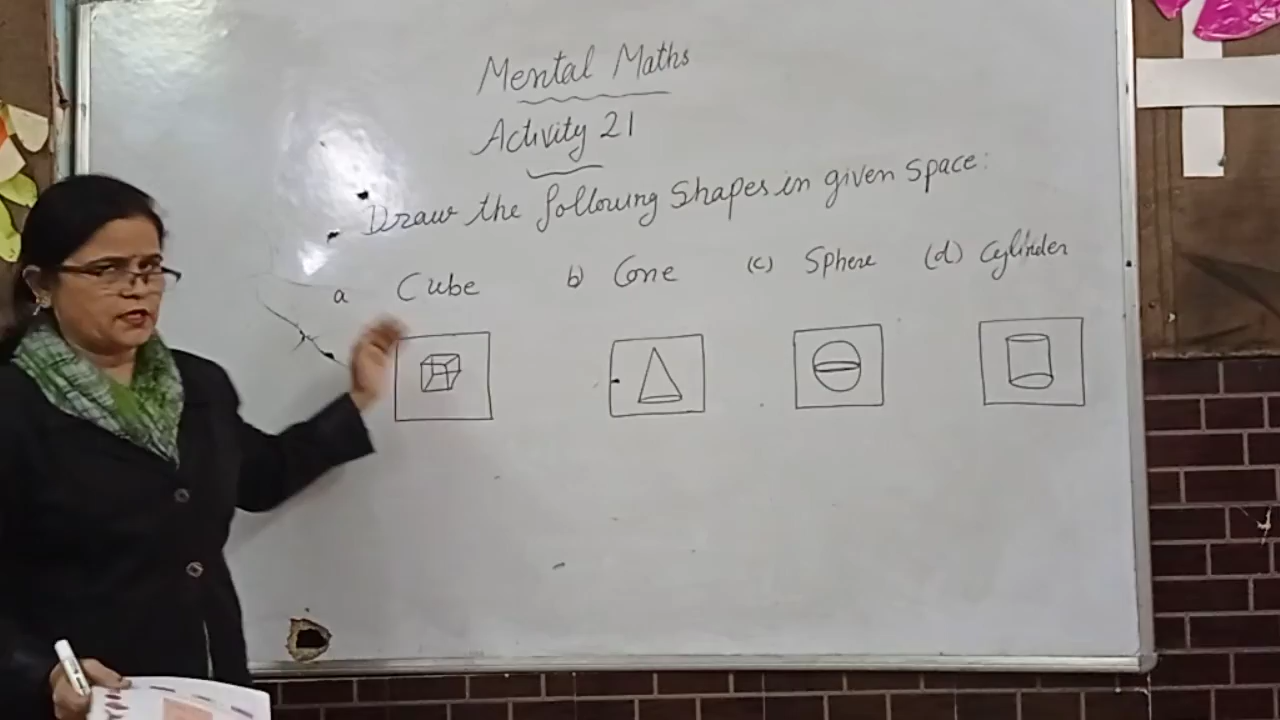 Mental Maths
Activity 21
Draw the following Shapes in given space:
a Cube b) Cone (c) Sphere (d) Cylinder